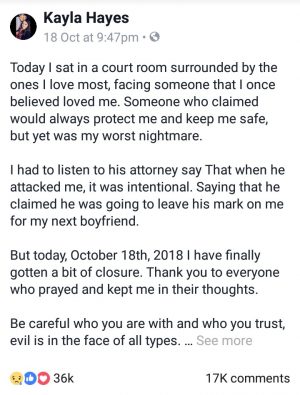 Kayla Hayes
18 Oct at 9:47pm •
Today I sat in a court room surrounded by the
ones I love most, facing someone that I once
believed loved me. Someone who claimed
would always protect me and keep me safe,
but yet was my worst nightmare.
I had to listen to his attorney say That when he
attacked me, it was intentional. Saying that he
claimed he was going to leave his mark on me
for my next boyfriend.
But today, October 18th, 2018 I have finally
gotten a bit of closure. Thank you to everyone
who prayed and kept me in their thoughts.
Be careful who you are with and who you trust,
evil is in the face of all types. ... See more
36k 17K comments